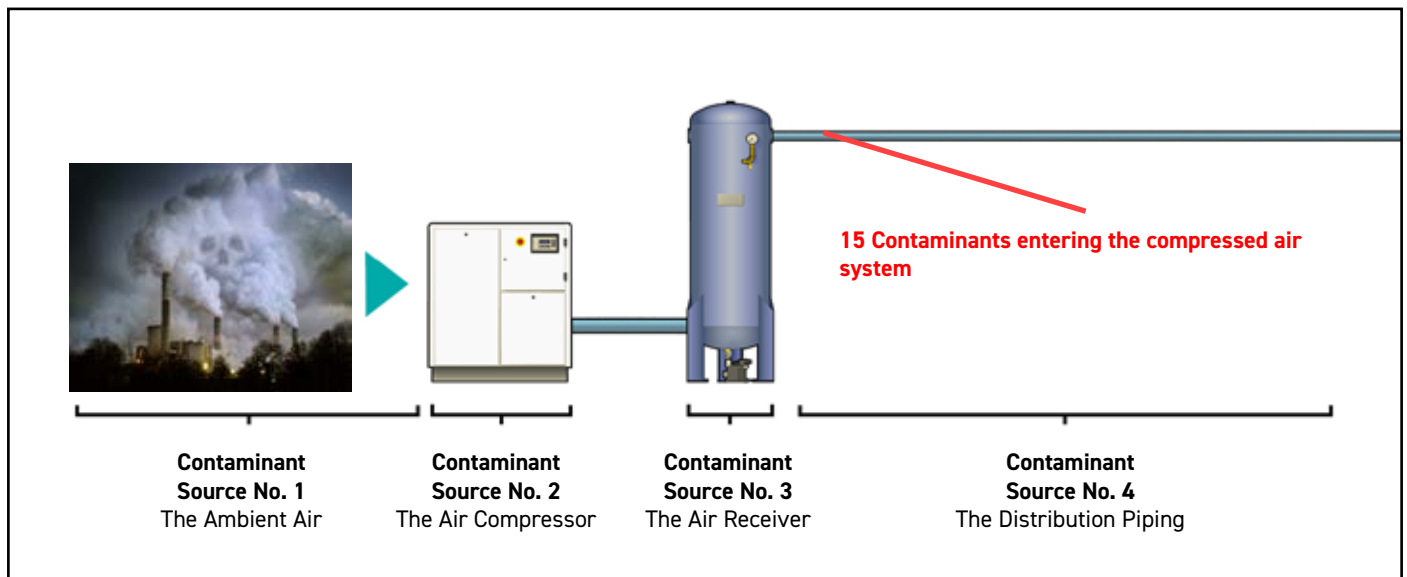 15 Contaminants entering the compressed air
system
Contaminant
Source No. 1
The Ambient Air
Contaminant
Source No. 2
The Air Compressor
Contaminant
Source No. 3
The Air Receiver
Contaminant
Source No. 4
The Distribution Piping